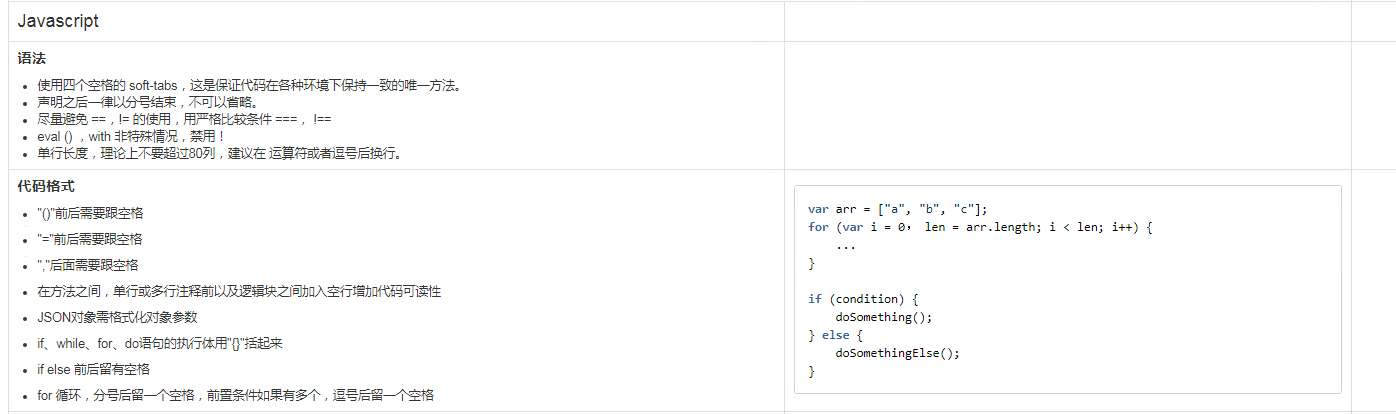 Javascript
语法
使用四个空格的 soft-tabs，这是保证代码在各种环境下保持一致的唯一方法。
声明之后一律以分号结束，不可以省略。
尽量避免 ==，!= 的使用，用严格比较条件 ===， !==
eval () ，with 非特殊情况，禁用！
单行长度，理论上不要超过80列，建议在 运算符或者逗号后换行。
代码格式
"()"前后需要跟空格
"="前后需要跟空格
","后面需要跟空格
在方法之间，单行或多行注释前以及逻辑块之间加入空行增加代码可读性
JSON对象需格式化对象参数
if、while、for、do语句的执行体用"{}"括起来
if else 前后留有空格
for 循环，分号后留一个空格，前置条件如果有多个，逗号后留一个空格
var arr = ["a", "b", "c"];
for (var i = 0， len = arr.length; i < len; i++) {
    ...
}
if (condition) {
    doSomething();
} else {
    doSomethingElse();
}